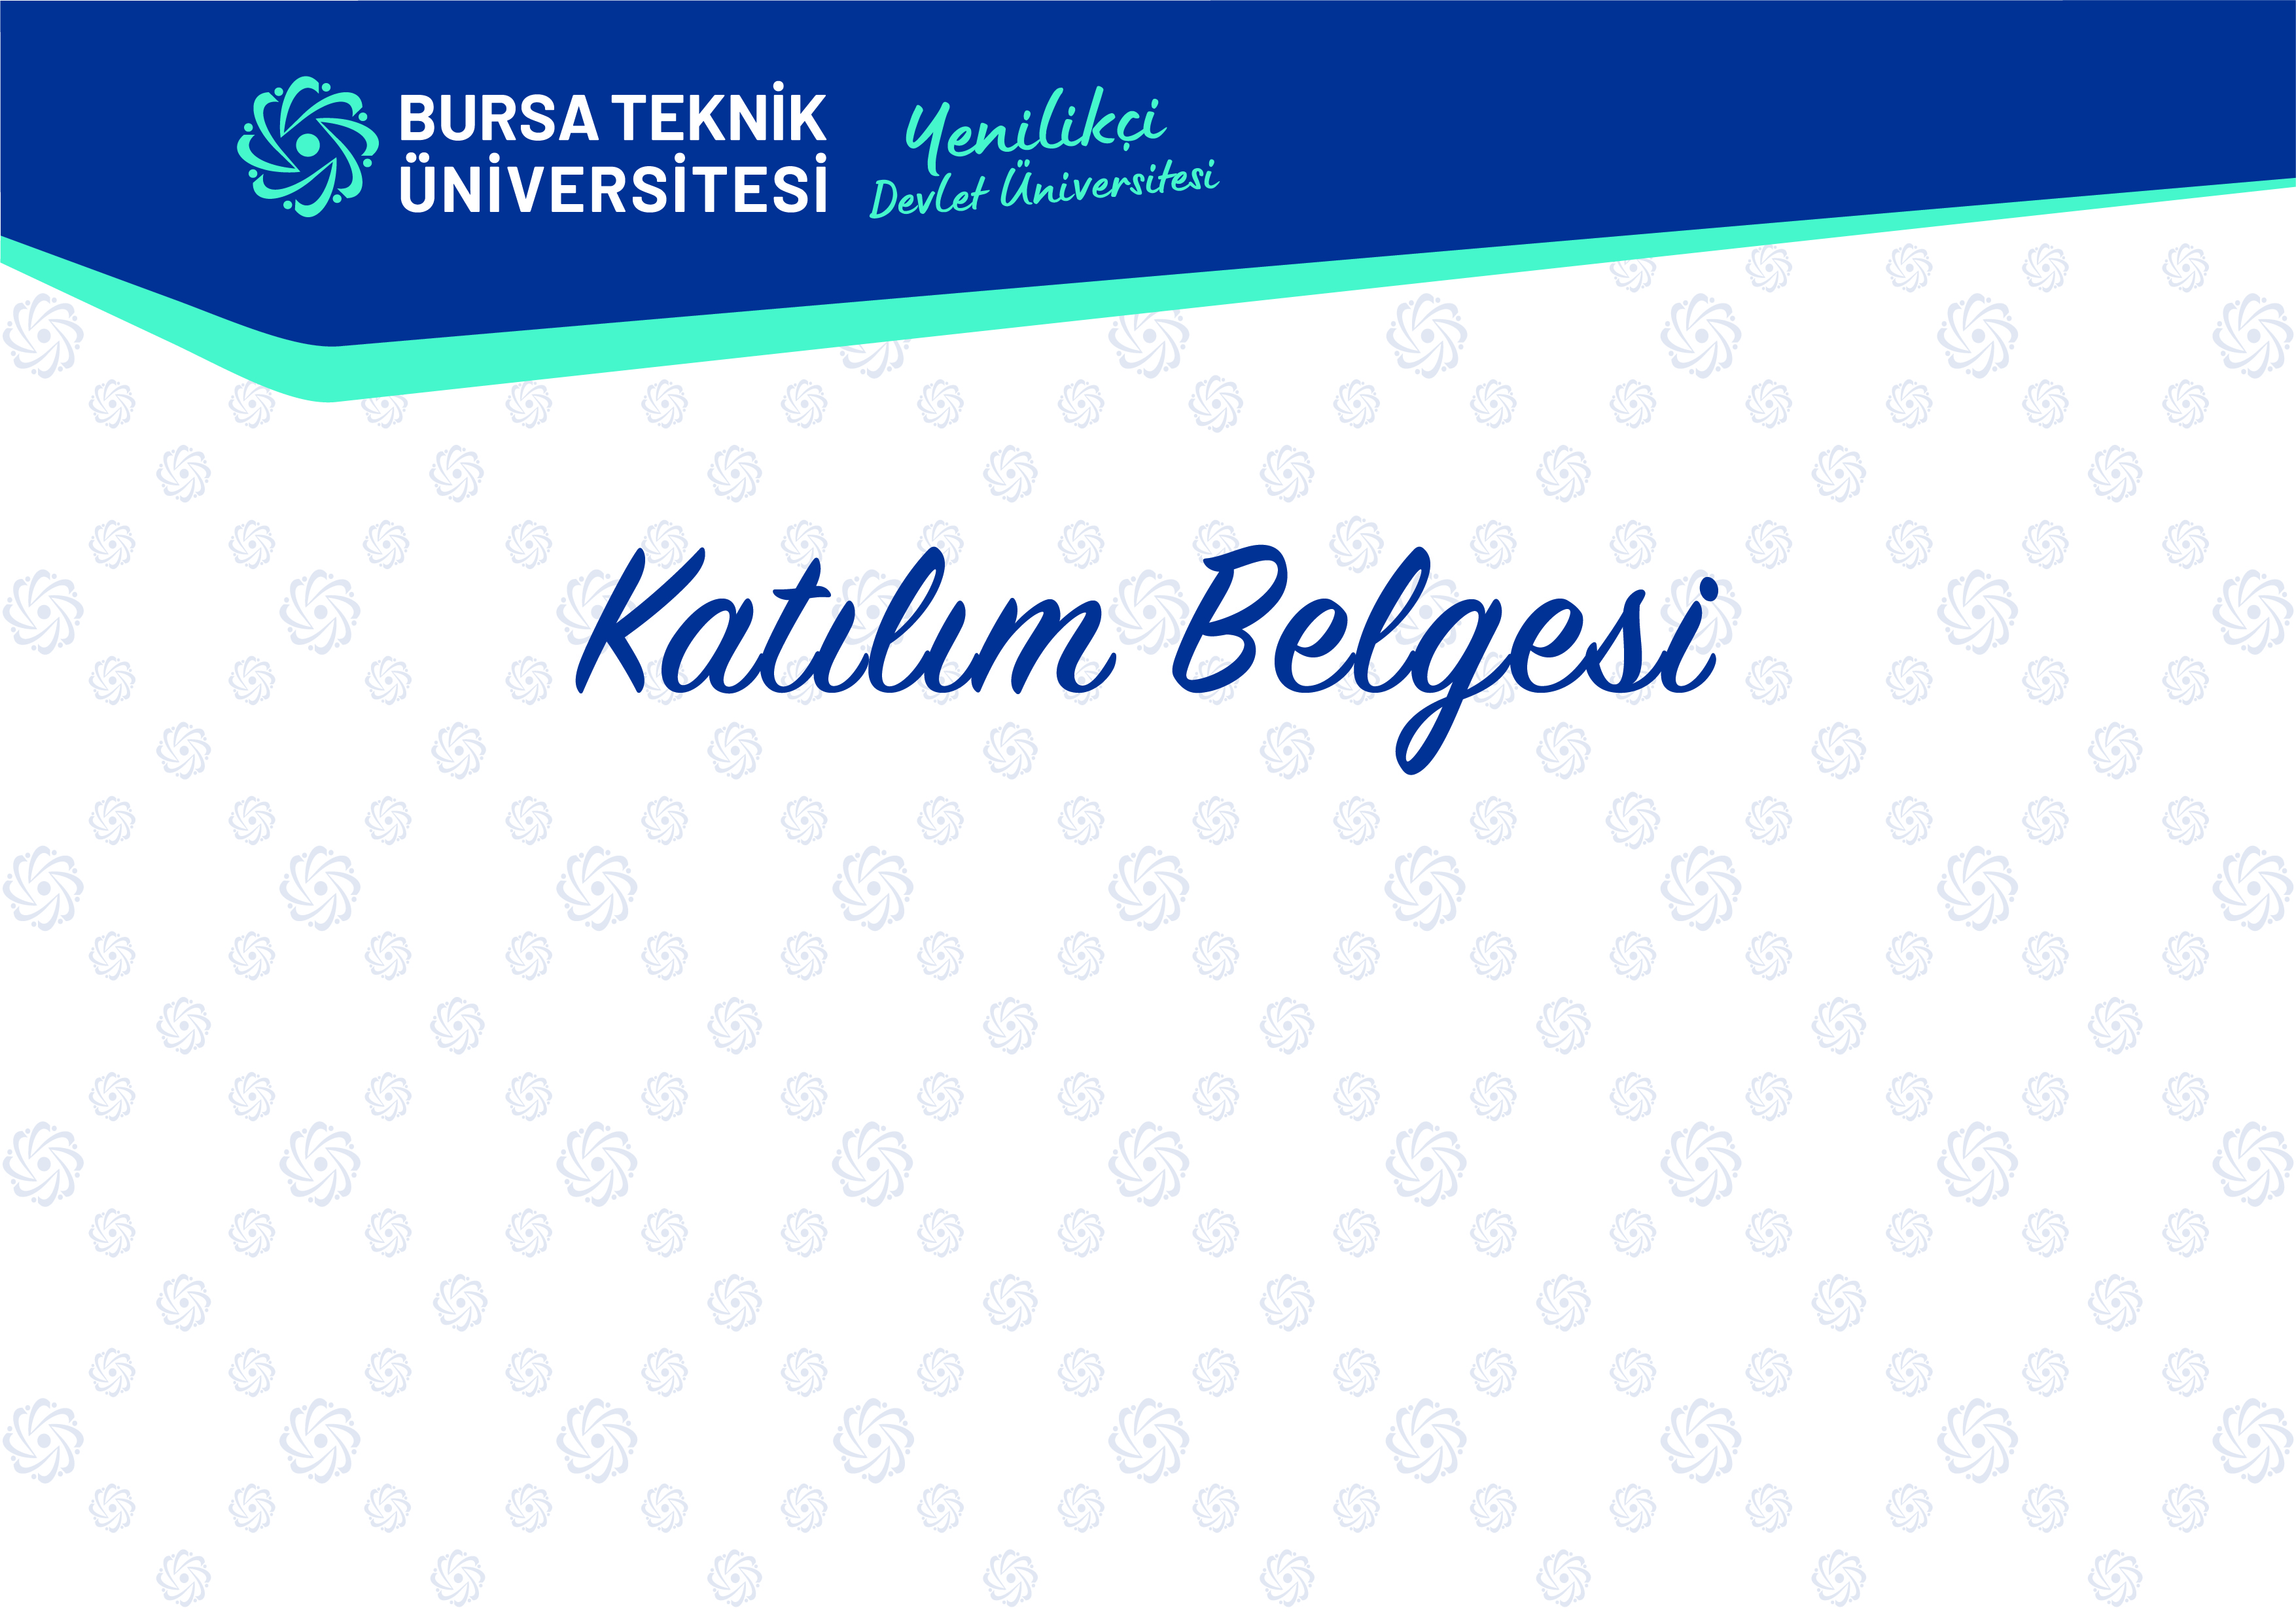 BURSA TEKNİK
ÜNİVERSİTESİ
Yenilikçi
Devlet Üniversitesi
Katılım Belgesi